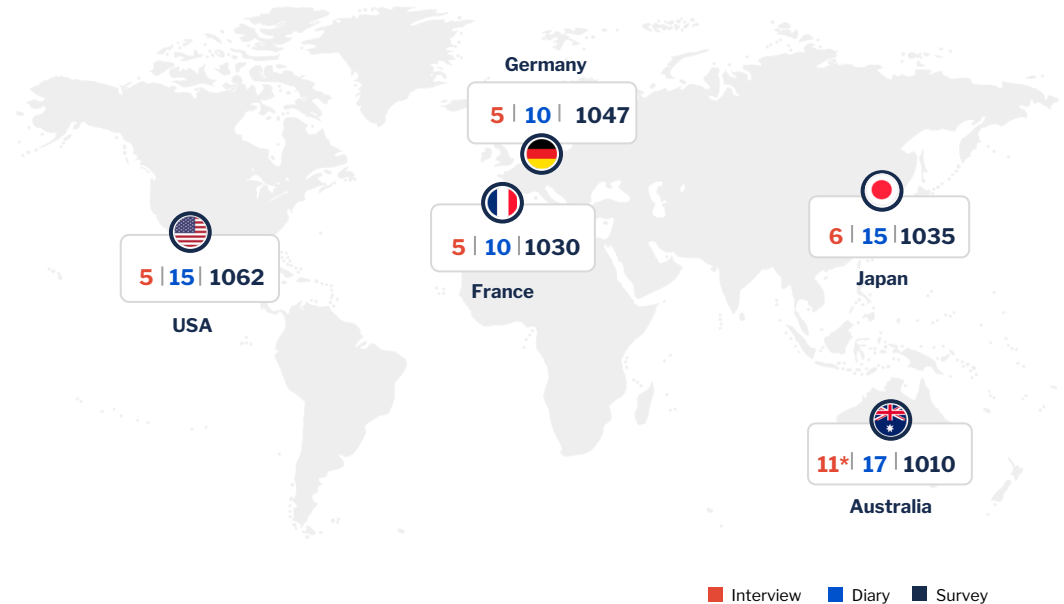 Germany
5 | 10 | 1047
5 | 10 | 1030
France
5 | 15 | 1062
USA
6 | 15 | 1035
Japan
11* | 17 | 1010
Australia
Interview Diary Survey